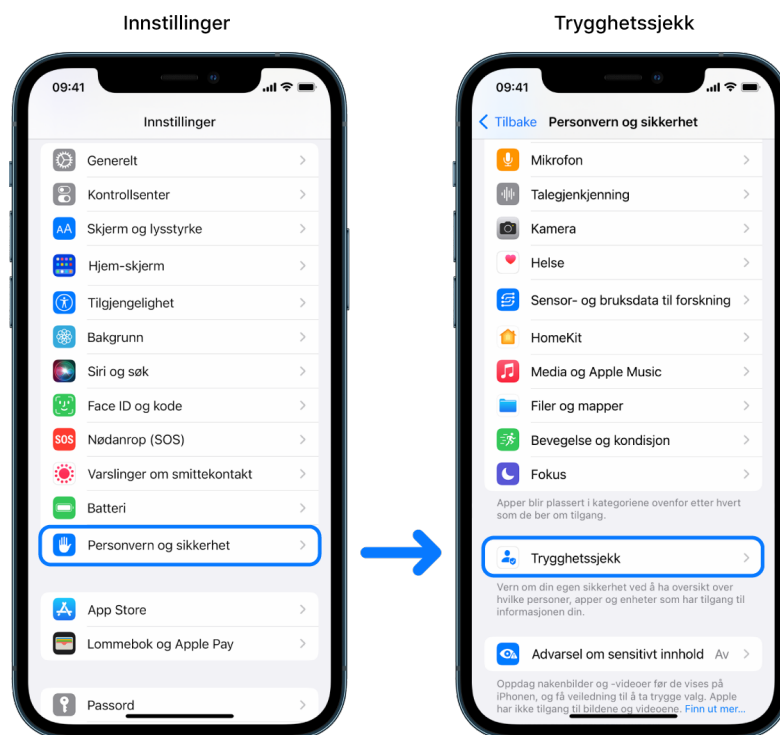 Innstillinger
09:41
Innstillinger
Generelt
Kontrollsenter
AA Skjerm og lysstyrke
Hjem-skjerm
Tilgjengelighet
Bakgrunn
Siri og søk
Face ID og kode
SOS Nødanrop (SOS)
Varslinger om smittekontakt
Batteri
Personvern og sikkerhet
App Store
Lommebok og Apple Pay
Passord
Trygghetssjekk
09:41
Tilbake Personvern og sikkerhet
Mikrofon
Talegjenkjenning
Kamera
Helse
Sensor- og bruksdata til forskning
HomeKit
Media og Apple Music
Filer og mapper
Bevegelse og kondisjon
Fokus
Apper blir plassert i kategoriene ovenfor etter hvert
som de ber om tilgang.
Trygghetssjekk
Vern om din egen sikkerhet ved å ha oversikt over
hvilke personer, apper og enheter som har tilgang til
informasjonen din.
Advarsel om sensitivt innhold Av
Oppdag nakenbilder og -videoer før de vises på
iPhonen, og få veiledning til å ta trygge valg. Apple
har ikke tilgang til bildene og videoene. Finn ut mer...